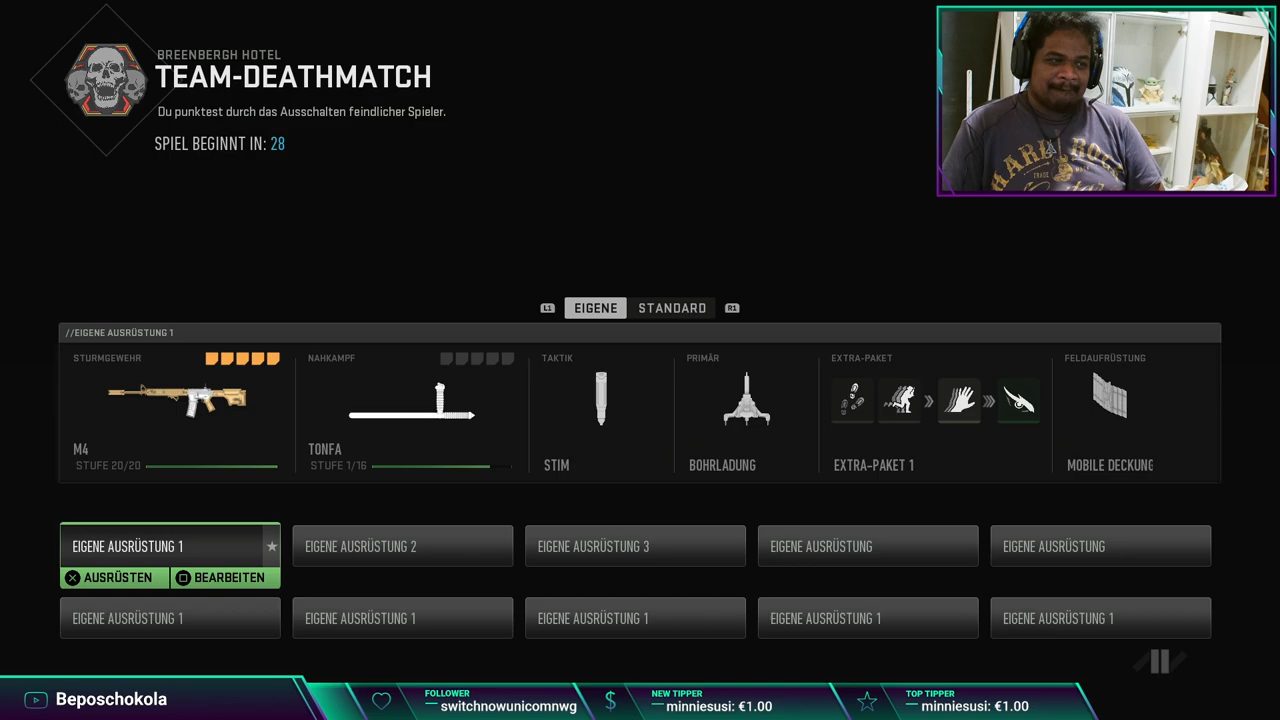 BREENBERGH HOTEL
TEAM-DEATHMATCH
Du punktest durch das Ausschalten feindlicher Spieler.
SPIEL BEGINNT IN: 28
L1 EIGENE STANDARD R1
//EIGENE AUSRÜSTUNG 1
STURMGEWEHR NAHKAMPF TAKTIK PRIMÄR EXTRA-PAKET FELDAUFRÜSTUNG
M4 TONFA
STUFE 20/20 STUFE 1/16 STIM BOHRLADUNG EXTRA-PAKET 1 MOBILE DECKUNG
EIGENE AUSRÜSTUNG 1 EIGENE AUSRÜSTUNG 2 EIGENE AUSRÜSTUNG 3 EIGENE AUSRÜSTUNG EIGENE AUSRÜSTUNG
AUSRÜSTEN BEARBEITEN
EIGENE AUSRÜSTUNG 1 EIGENE AUSRÜSTUNG 1 EIGENE AUSRÜSTUNG 1 EIGENE AUSRÜSTUNG 1 EIGENE AUSRÜSTUNG 1
Beposchokola
FOLLOWER
switchnowunicornnwg
NEW TIPPER
minniesusi: €1.00
TOP TIPPER
minniesusi: €1.00